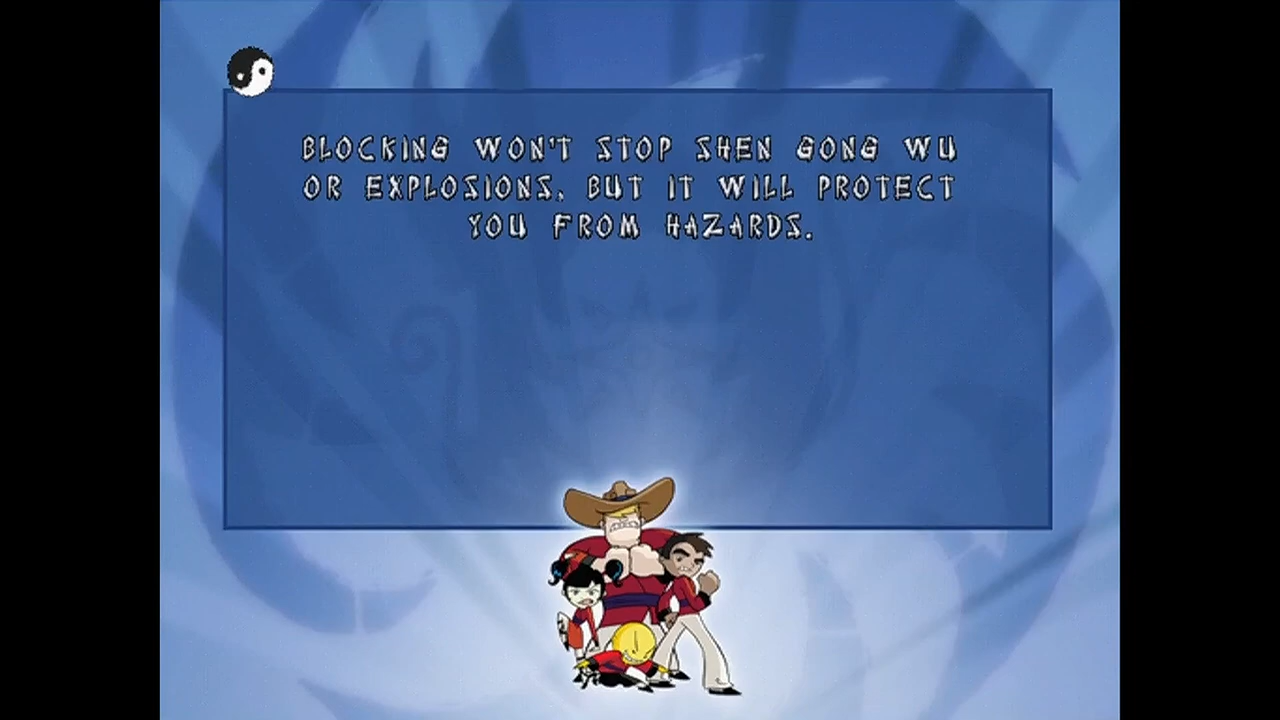 BLOCKING WON'T STOP SHEN GONG WU
OR EXPLOSIONS, BUT IT WILL PROTECT
YOU FROM HAZARDS.